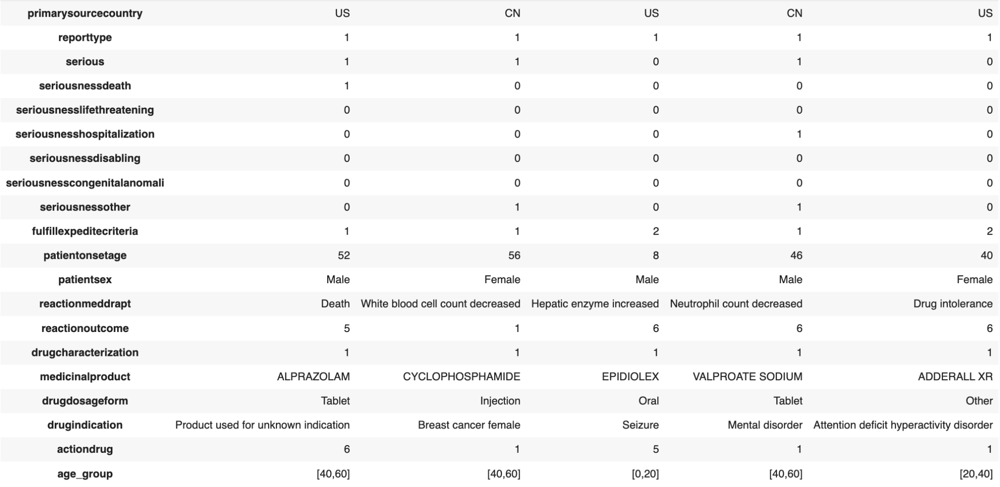 primarysourcecountry US CN US CN US
reporttype 1 1 1 1 1
serious 1 1 0 1 0
seriousnessdeath 1 0 0 0 0
seriousnesslifethreatening 0 0 0 0 0
seriousnesshospitalization 0 0 0 1 0
seriousnessdisabling 0 0 0 0 0
seriousnesscongenitalanomali 0 0 0 0 0
seriousnessother 0 1 0 1 0
fulfillexpeditecriteria 1 1 2 1 2
patientonsetage 52 56 8 46 40
patientsex Male Female Male Male Female
reactionmeddrapt Death White blood cell count decreased Hepatic enzyme increased Neutrophil count decreased Drug intolerance
reactionoutcome 5 1 6 6 6
drugcharacterization 1 1 1 1 1
medicinalproduct ALPRAZOLAM CYCLOPHOSPHAMIDE EPIDIOLEX VALPROATE SODIUM ADDERALL XR
drugdosageform Tablet Injection Oral Tablet Other
drugindication Product used for unknown indication Breast cancer female Seizure Mental disorder Attention deficit hyperactivity disorder
actiondrug 6 1 5 1 1
age_group [40,60] [40,60] [0,20] [40,60] [20,40]